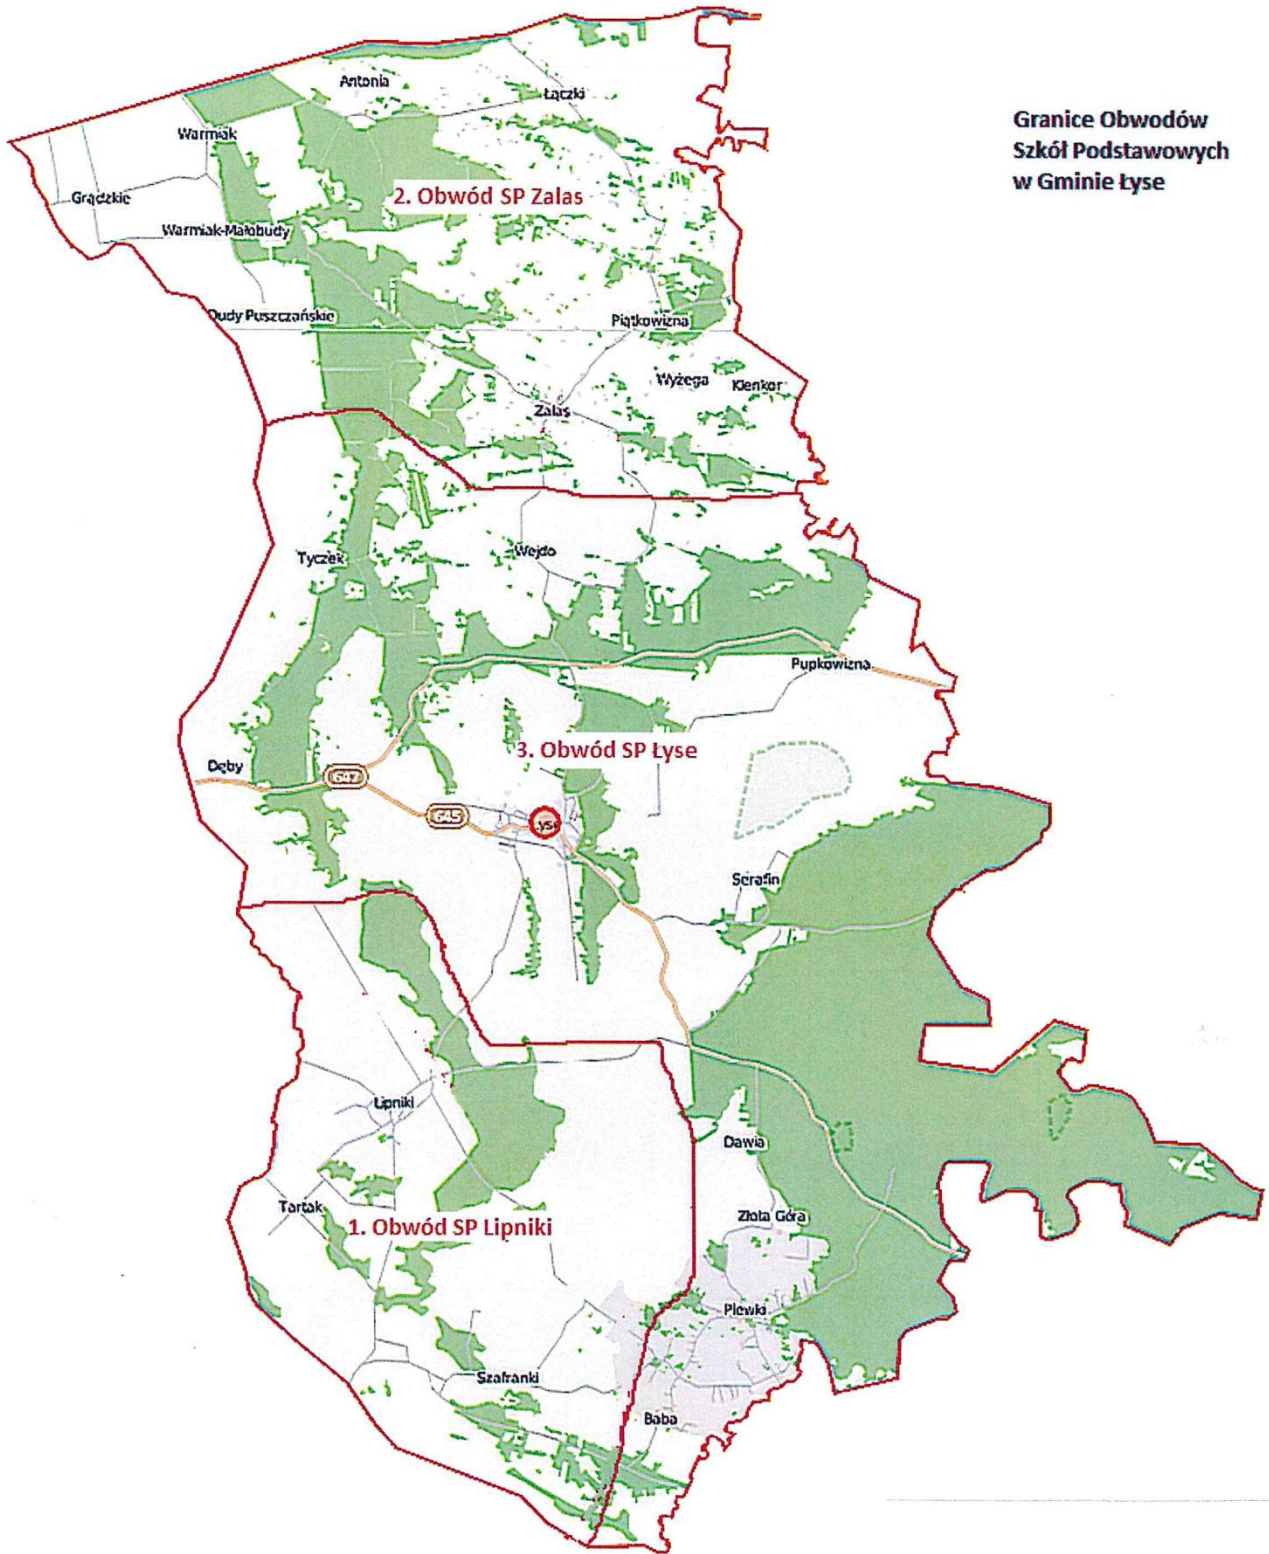 Granice Obwodów
Szkół Podstawowych
w Gminie Łyse
Antonia
Łączki
Warmiak
Grądzkie
2. Obwód SP Zalas
Warmiak-Małobudy
Dudy Puszczańskie
Piątkowizna
Wyżega
Klenkor
Zalas
Tyczek
Wejdo
Pupkowizna
3. Obwód SP Łyse
Dęby
647
645
Łyse
Serafin
Lipniki
Dawia
Tartak
Złota Góra
1. Obwód SP Lipniki
Plewki
Szafranki
Baba